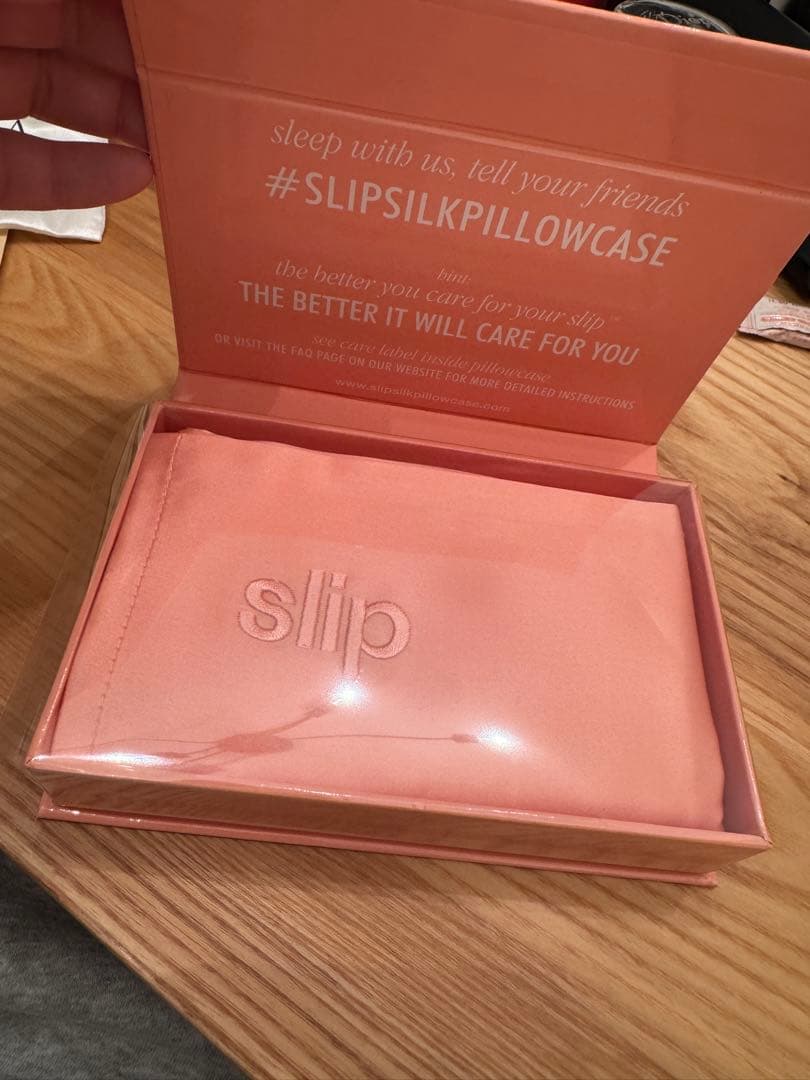 sleep with us, tell your friends
#SLIPSILKPILLOWCASE
hint:
the better you care for your slip™
THE BETTER IT WILL CARE FOR YOU
see care label inside pillowcase
OR VISIT THE FAQ PAGE ON OUR WEBSITE FOR MORE DETAILED INSTRUCTIONS
www.slipsilkpillowcase.com
slip